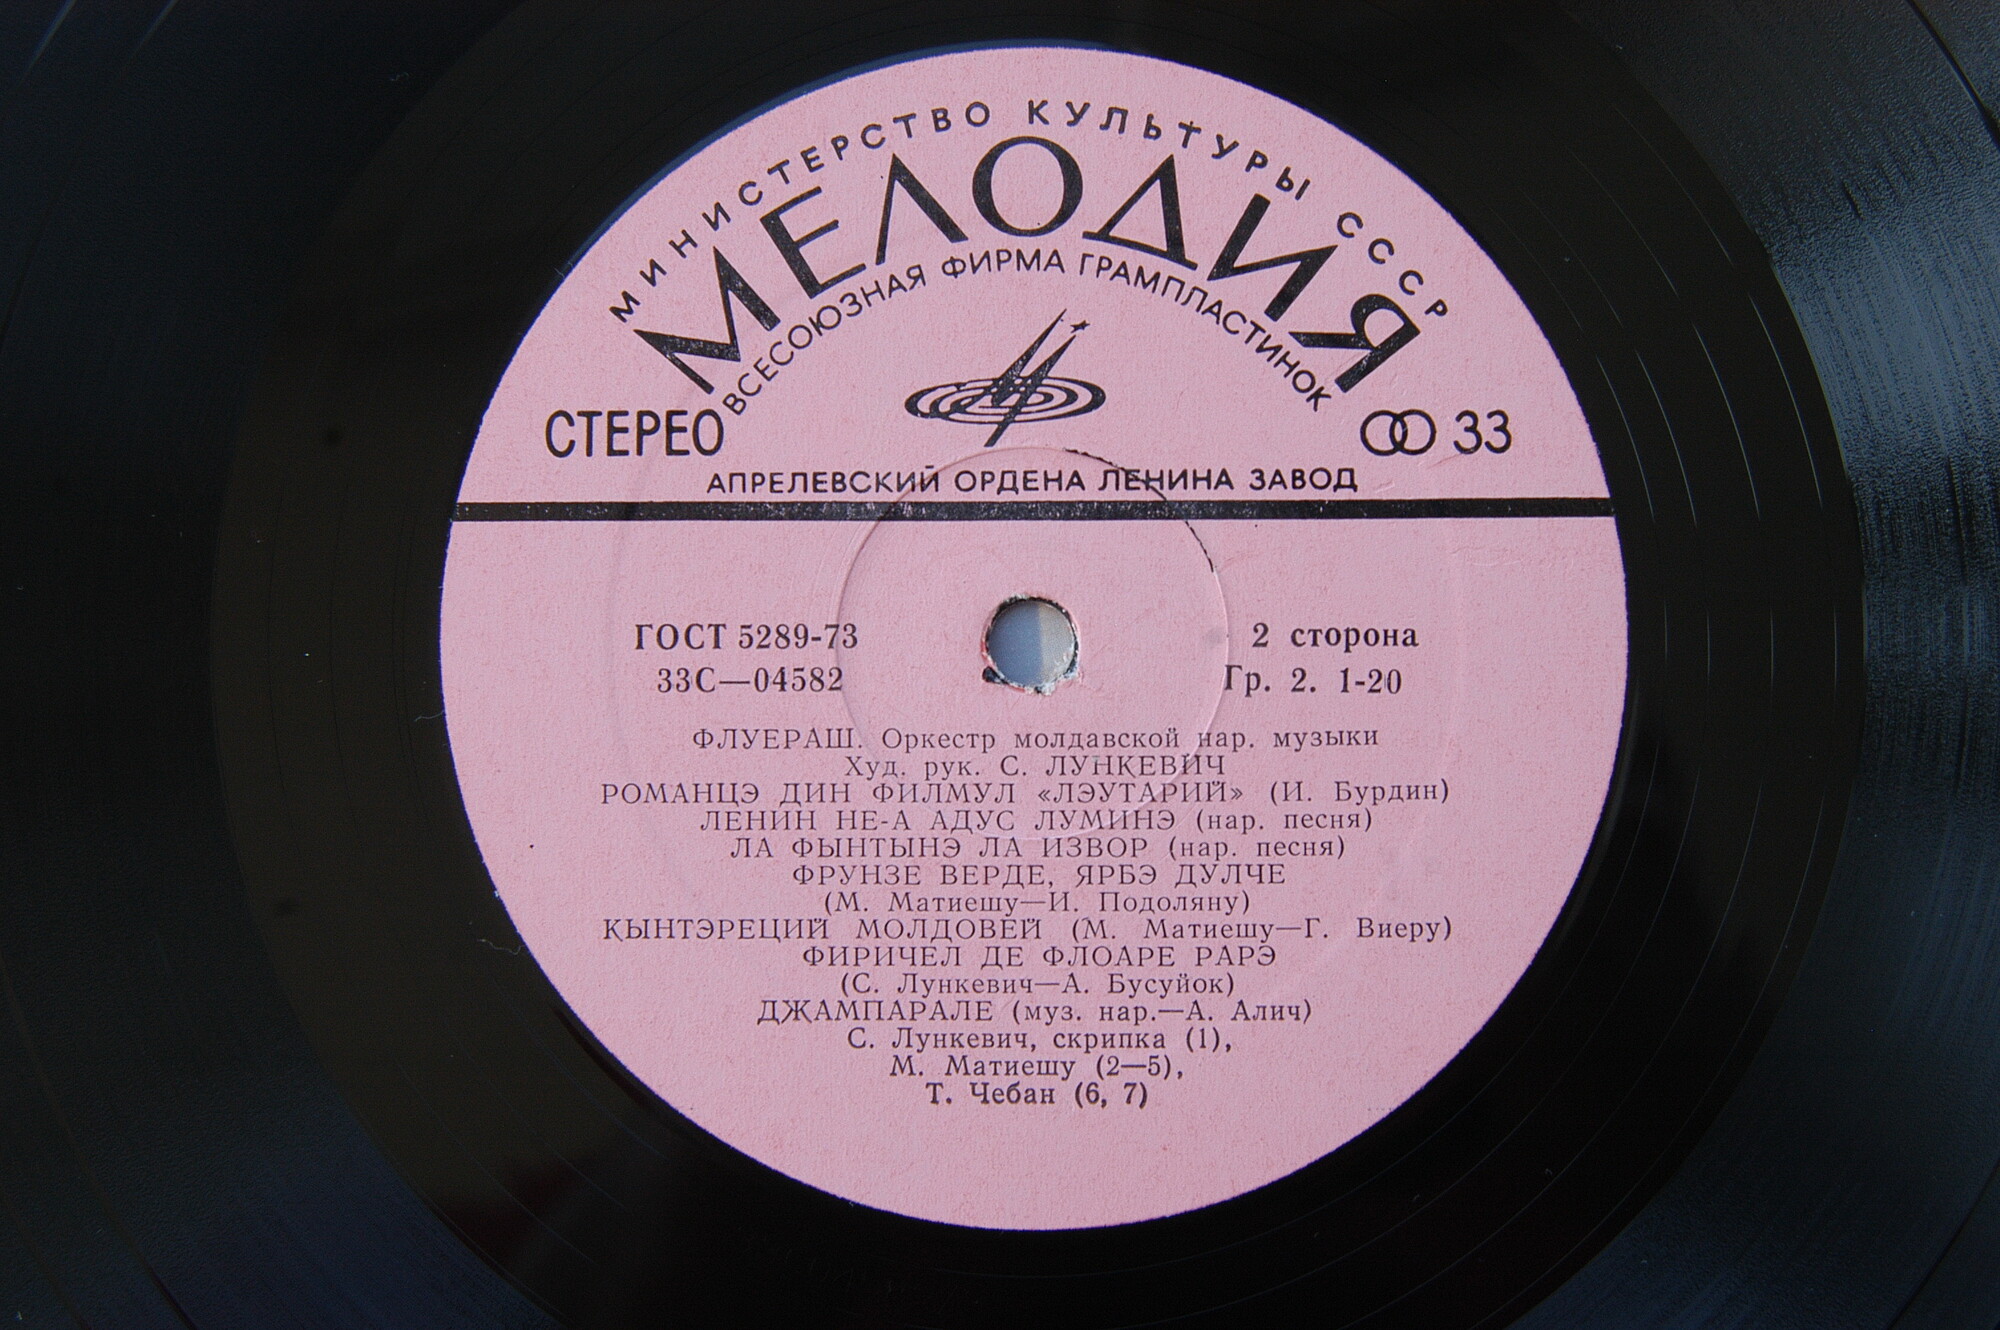 МИНИСТЕРСТВО КУЛЬТУРЫ СССР
МЕЛОДИЯ
ВСЕСОЮЗНАЯ ФИРМА ГРАМПЛАСТИНОК
СТЕРЕО
33
АПРЕЛЕВСКИЙ ОРДЕНА ЛЕНИНА ЗАВОД
ГОСТ 5289-73
2 сторона
33С—04582
Гр. 2. 1-20
ФЛУЕРАШ. Оркестр молдавской нар. музыки
Худ. рук. С. ЛУНКЕВИЧ
РОМАНЦЭ ДИН ФИЛМУЛ «ЛЭУТАРИЙ» (И. Бурдин)
ЛЕНИН НЕ-А АДУС ЛУМИНЭ (нар. песня)
ЛА ФЫНТЫНЭ ЛА ИЗВОР (нар. песня)
ФРУНЗЕ ВЕРДЕ, ЯРБЭ ДУЛЧЕ
(М. Матиешу—И. Подоляну)
КЫНТЭРЕЦИЙ МОЛДОВЕЙ (М. Матиешу—Г. Виеру)
ФИРИЧЕЛ ДЕ ФЛОАРЕ РАРЭ
(С. Лункевич—А. Бусуйок)
ДЖАМПАРАЛЕ (муз. нар.—А. Алич)
С. Лункевич, скрипка (1),
М. Матиешу (2—5),
Т. Чебан (6, 7)